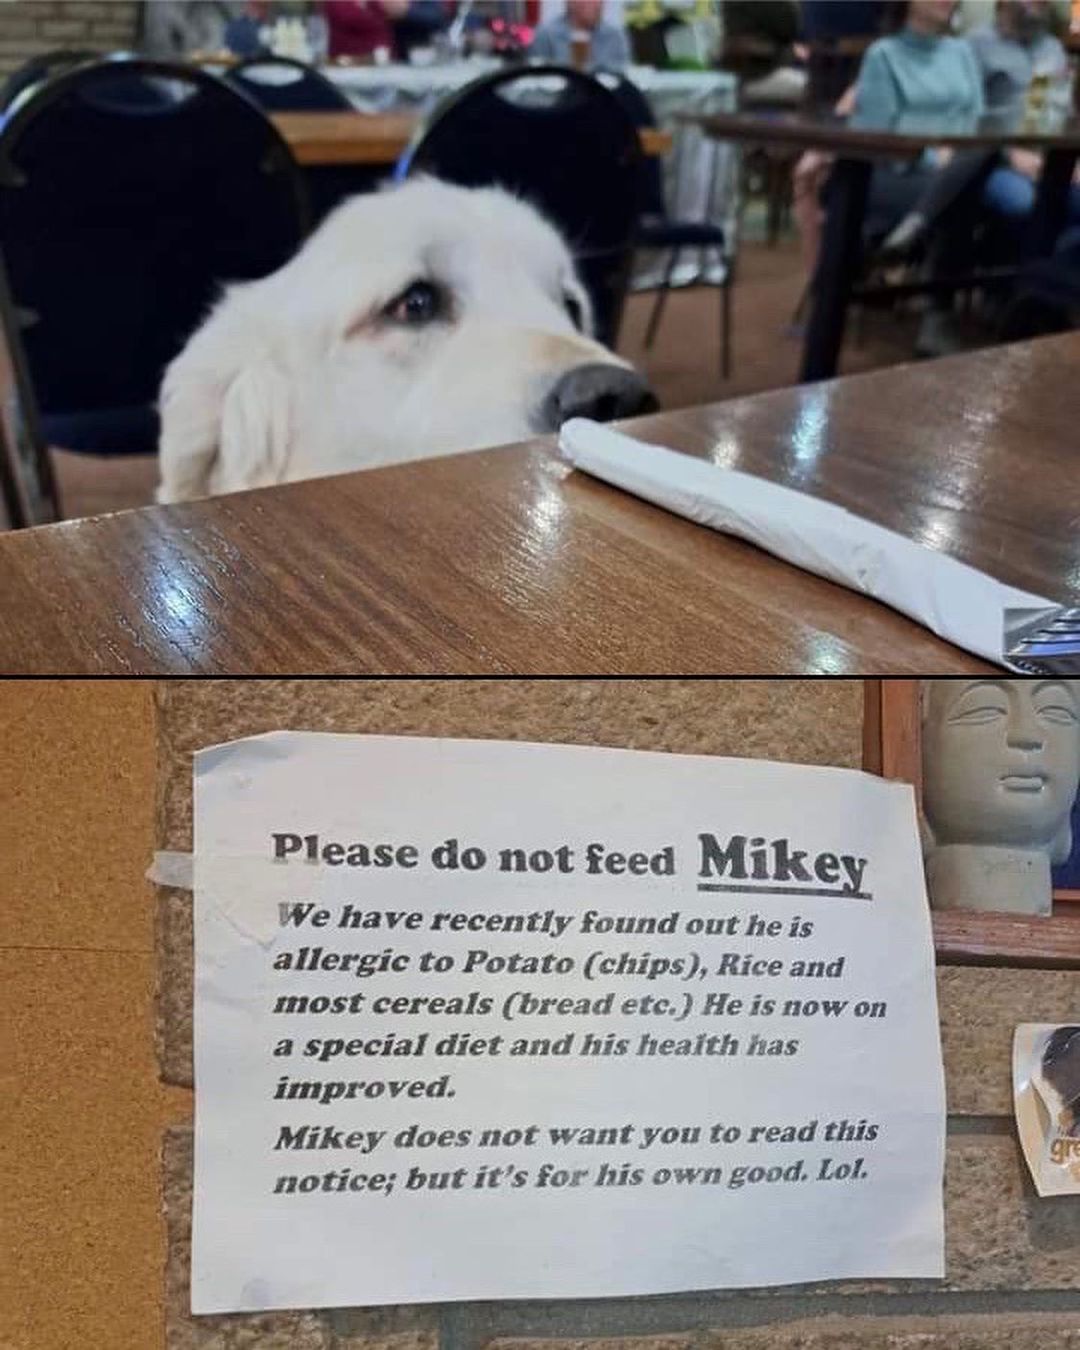 Please do not feed Mikey
We have recently found out he is
allergic to Potato (chips), Rice and
most cereals (bread etc.) He is now on
a special diet and his health has
improved.
Mikey does not want you to read this
notice; but it's for his own good. Lol.